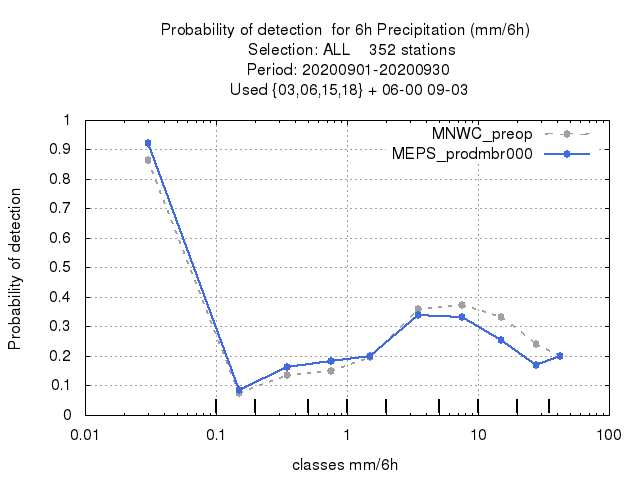 Probability of detection  for 6h Precipitation (mm/6h)
Selection: ALL    352 stations
Period: 20200901-20200930
Used {03,06,15,18} + 06-00 09-03
MNWC_preop
MEPS_prodmbr000
Probability of detection
1
0.9
0.8
0.7
0.6
0.5
0.4
0.3
0.2
0.1
0
0.01
0.1
1
10
100
classes mm/6h